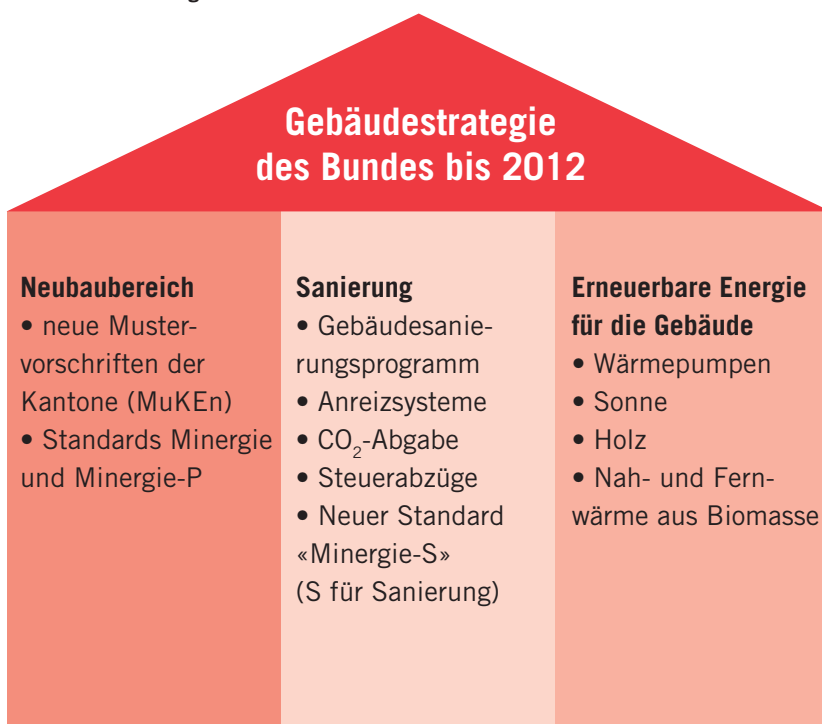 Gebäudestrategie
des Bundes bis 2012
Neubaubereich
• neue Muster-
vorschriften der
Kantone (MuKEn)
• Standards Minergie
und Minergie-P
Sanierung
• Gebäudesanie-
rungsprogramm
• Anreizsysteme
• CO₂-Abgabe
• Steuerabzüge
• Neuer Standard
«Minergie-S»
(S für Sanierung)
Erneuerbare Energie
für die Gebäude
• Wärmepumpen
• Sonne
• Holz
• Nah- und Fern-
wärme aus Biomasse